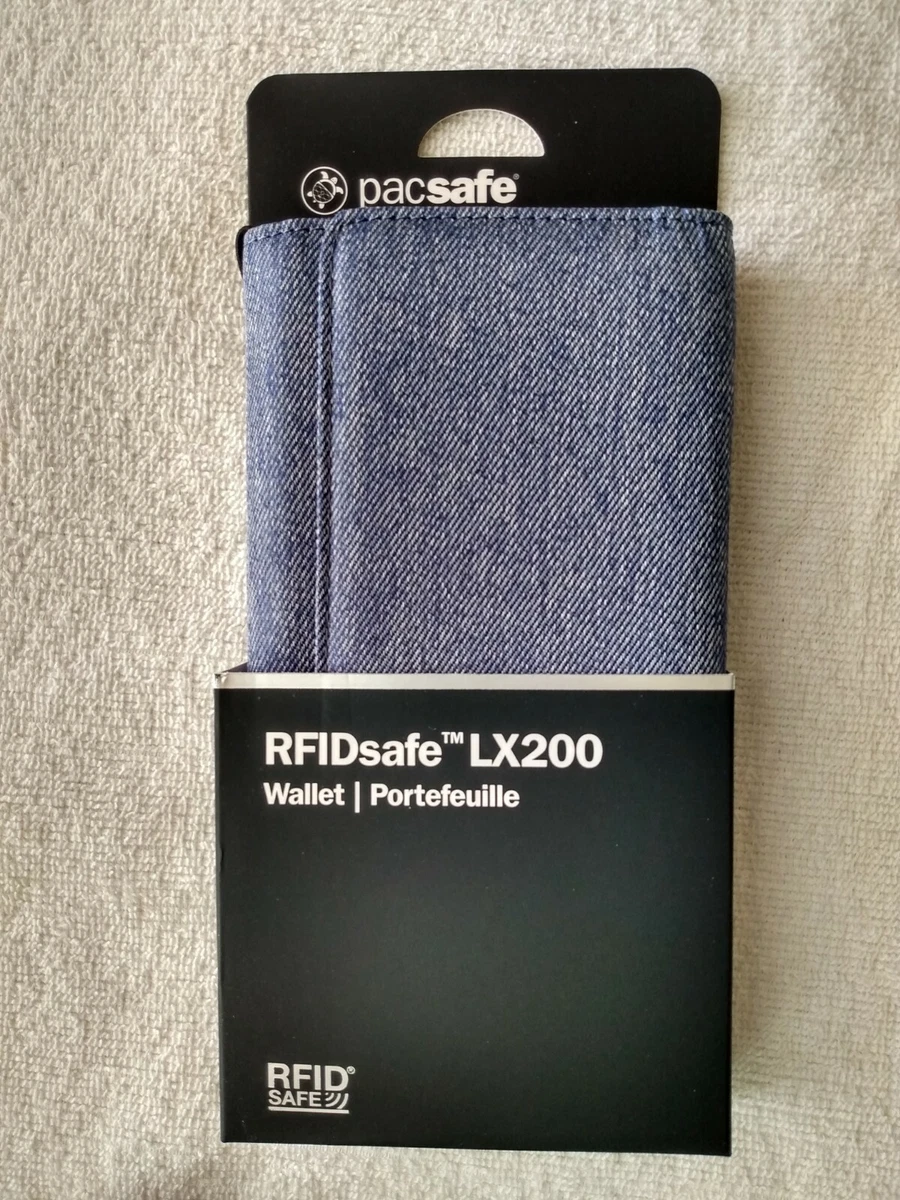 pacsafe®
RFIDsafe™ LX200
Wallet | Portefeuille
RFID®
SAFE